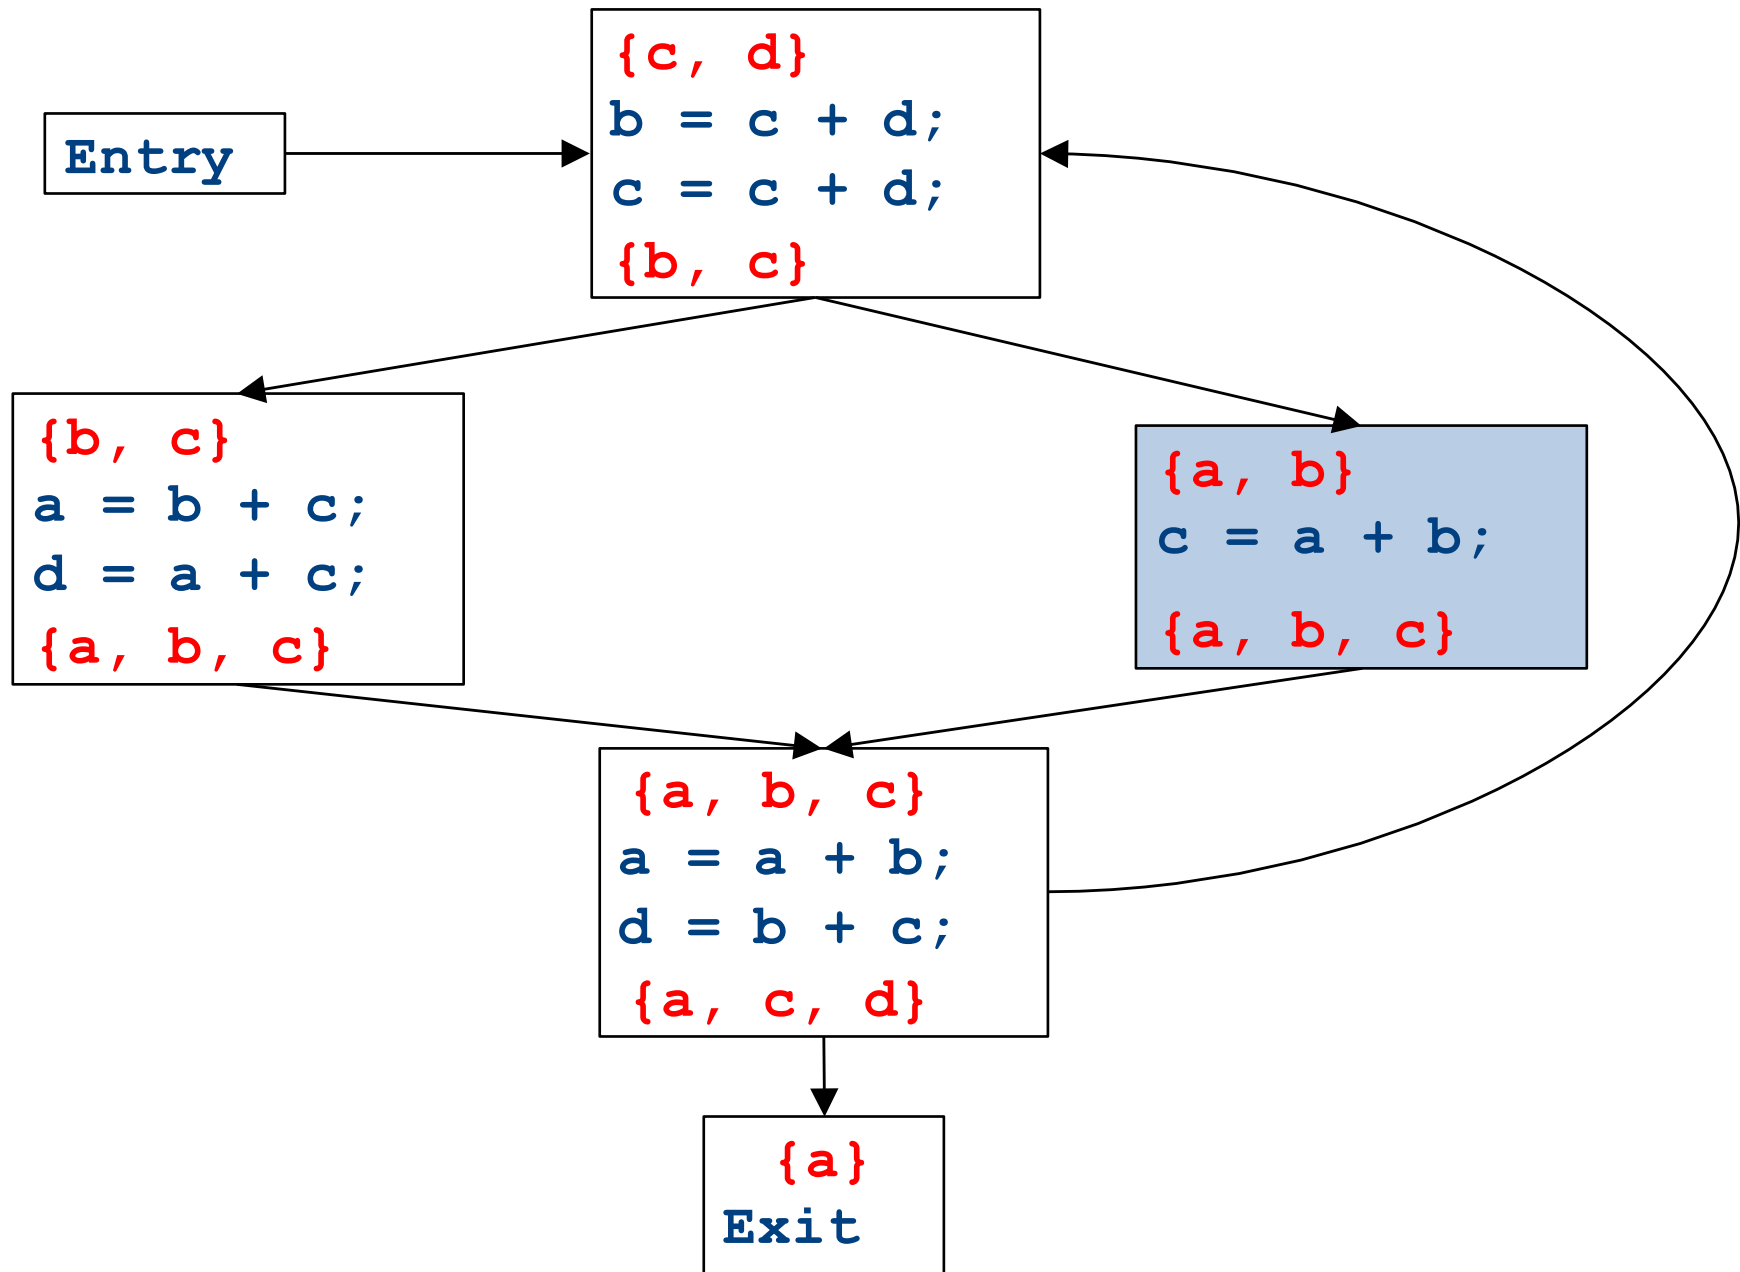 {c, d}
b = c + d;
c = c + d;
{b, c}
Entry
{b, c}
a = b + c;
d = a + c;
{a, b, c}
{a, b}
c = a + b;
{a, b, c}
{a, b, c}
a = a + b;
d = b + c;
{a, c, d}
{a}
Exit